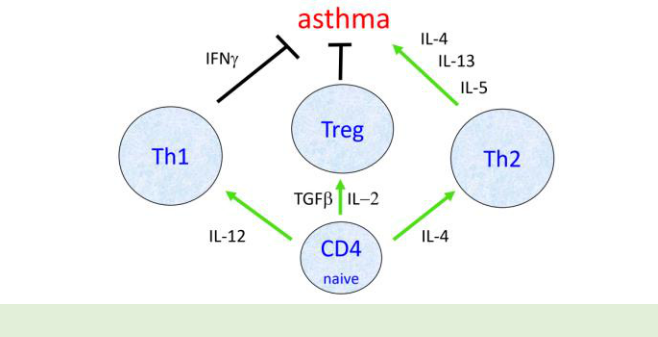 asthma
IFNγ
IL-4
IL-13
IL-5
Th1
Treg
Th2
TGFβ IL−2
IL-12
CD4
naive
IL-4